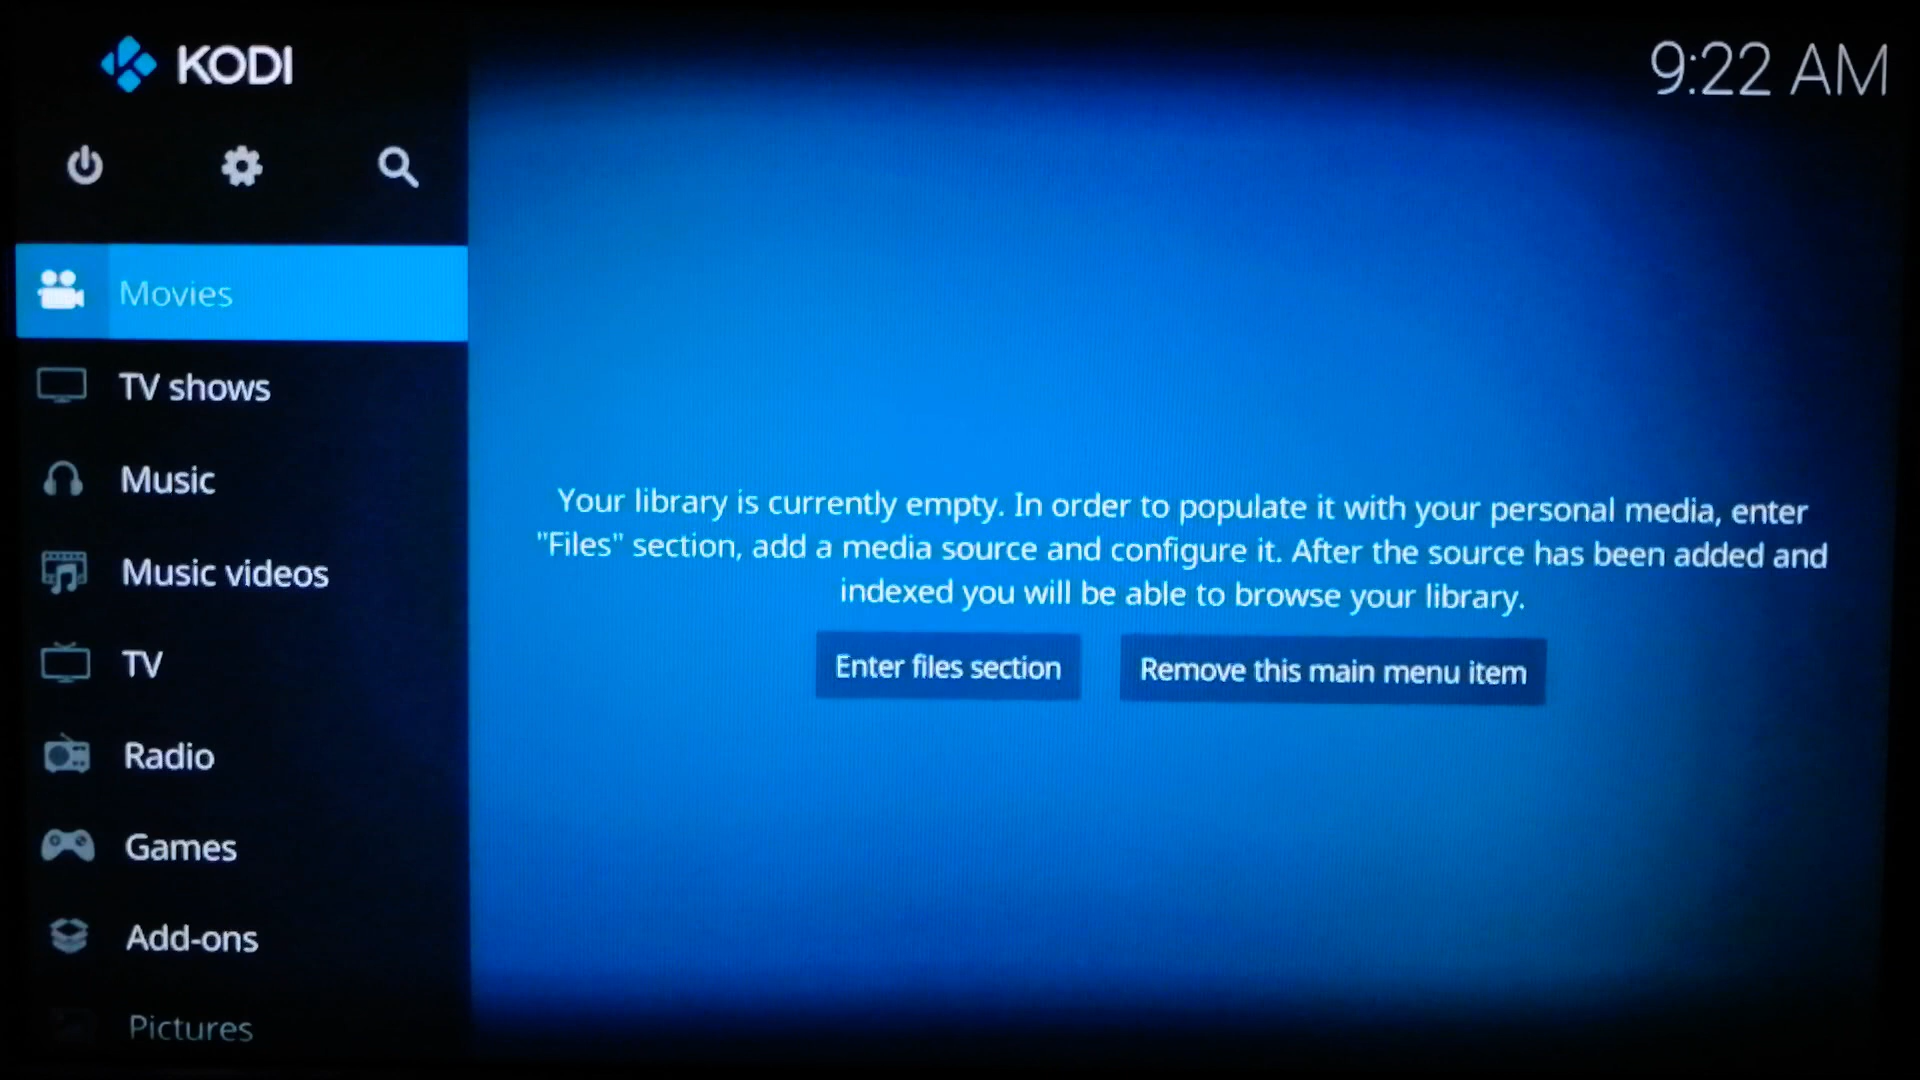 KODI
9:22 AM
Movies
TV shows
Music
Music videos
TV
Radio
Games
Add-ons
Pictures
Your library is currently empty. In order to populate it with your personal media, enter
"Files" section, add a media source and configure it. After the source has been added and
indexed you will be able to browse your library.
Enter files section
Remove this main menu item